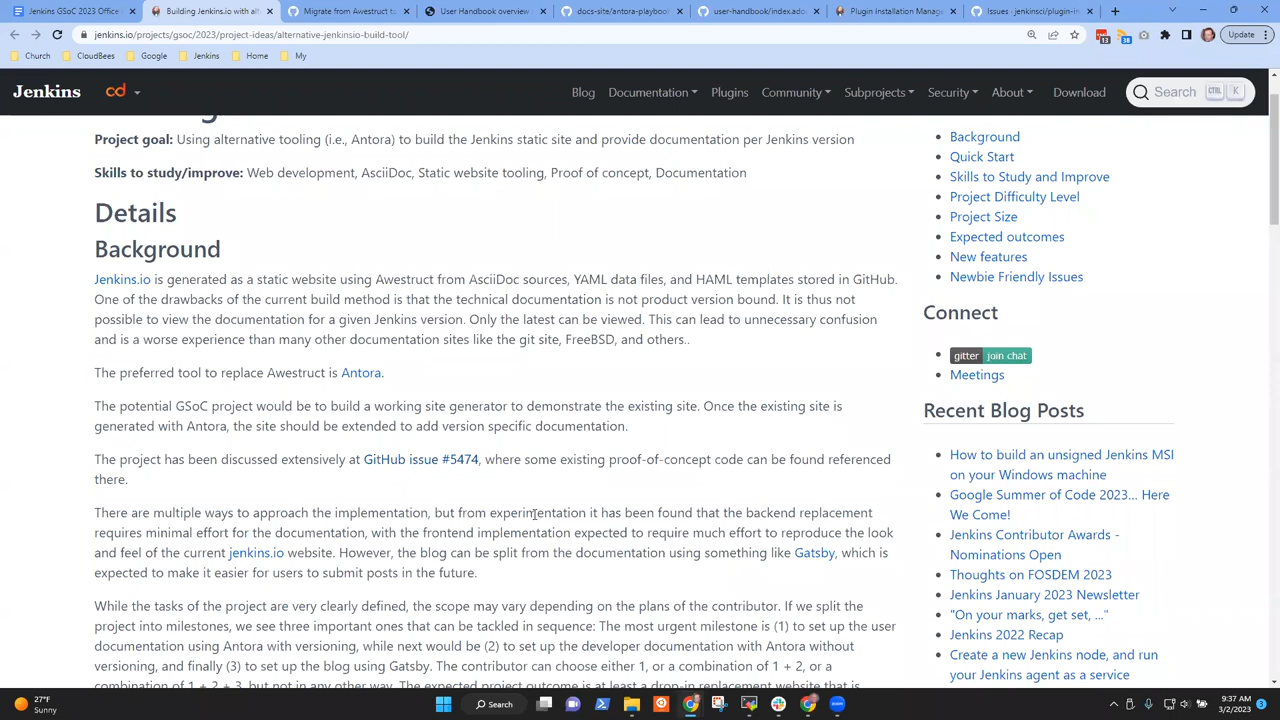 Jenkins GSoC 2023 Office
Building Jenkins.io with alt
Migrate from Awestruct to
User Handbook overview
docs-site/antora-playbook
user-handbook/index.adoc
Plugin Installation Manage
Issues · jenkinsci/plugin-in
jenkins.io/projects/gsoc/2023/project-ideas/alternative-jenkinsio-build-tool/
13
38
Update
Church
CloudBees
Google
Jenkins
Home
My
Jenkins
cd
Blog
Documentation
Plugins
Community
Subprojects
Security
About
Download
Search
CTRL
K
Project goal: Using alternative tooling (i.e., Antora) to build the Jenkins static site and provide documentation per Jenkins version
Skills to study/improve: Web development, AsciiDoc, Static website tooling, Proof of concept, Documentation
Details
Background
Jenkins.io is generated as a static website using Awestruct from AsciiDoc sources, YAML data files, and HAML templates stored in GitHub.
One of the drawbacks of the current build method is that the technical documentation is not product version bound. It is thus not
possible to view the documentation for a given Jenkins version. Only the latest can be viewed. This can lead to unnecessary confusion
and is a worse experience than many other documentation sites like the git site, FreeBSD, and others..
The preferred tool to replace Awestruct is Antora.
The potential GSoC project would be to build a working site generator to demonstrate the existing site. Once the existing site is
generated with Antora, the site should be extended to add version specific documentation.
The project has been discussed extensively at GitHub issue #5474, where some existing proof-of-concept code can be found referenced
there.
There are multiple ways to approach the implementation, but from experimentation it has been found that the backend replacement
requires minimal effort for the documentation, with the frontend implementation expected to require much effort to reproduce the look
and feel of the current jenkins.io website. However, the blog can be split from the documentation using something like Gatsby, which is
expected to make it easier for users to submit posts in the future.
While the tasks of the project are very clearly defined, the scope may vary depending on the plans of the contributor. If we split the
project into milestones, we see three important ones that can be tackled in sequence: The most urgent milestone is (1) to set up the user
documentation using Antora with versioning, while next would be (2) to set up the developer documentation with Antora without
versioning, and finally (3) to set up the blog using Gatsby. The contributor can choose either 1, or a combination of 1 + 2, or a
combination of 1 + 2 + 3, but not in any other way. The expected project outcome is at least a drop-in replacement website that is
Background
Quick Start
Skills to Study and Improve
Project Difficulty Level
Project Size
Expected outcomes
New features
Newbie Friendly Issues
Connect
gitter join chat
Meetings
Recent Blog Posts
How to build an unsigned Jenkins MSI
on your Windows machine
Google Summer of Code 2023... Here
We Come!
Jenkins Contributor Awards -
Nominations Open
Thoughts on FOSDEM 2023
Jenkins January 2023 Newsletter
"On your marks, get set, ..."
Jenkins 2022 Recap
Create a new Jenkins node, and run
your Jenkins agent as a service
27°F
Sunny
Search
9:37 AM
3/2/2023